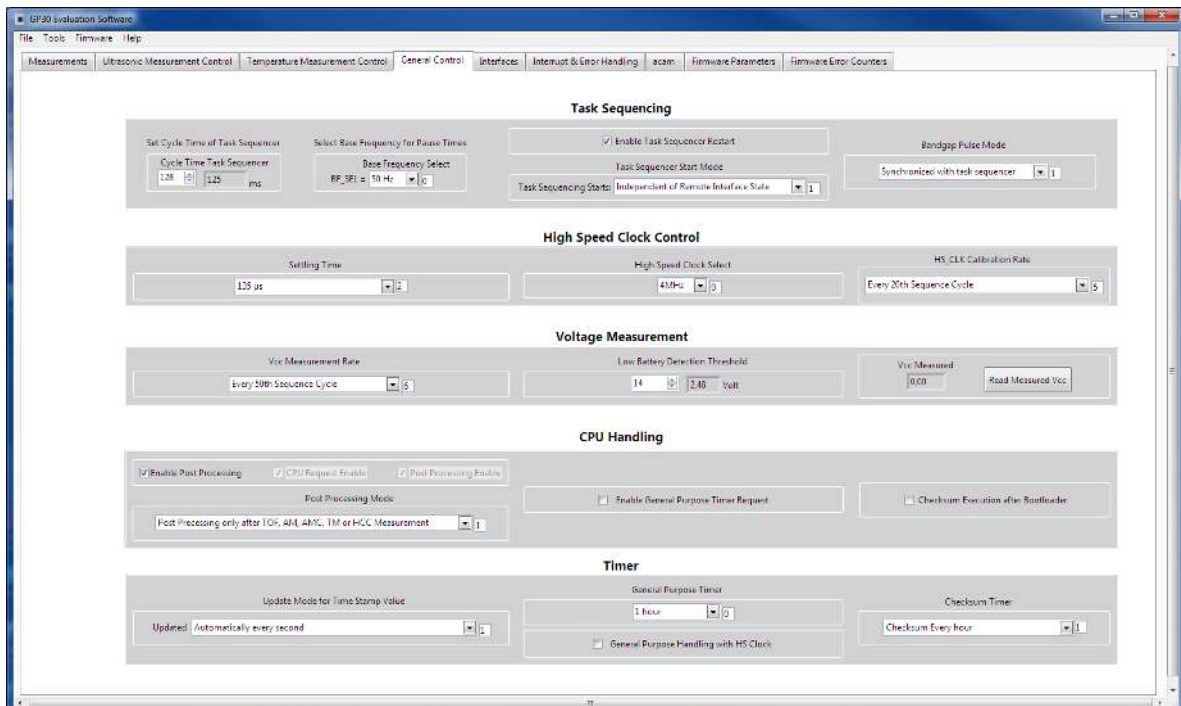 GP30 Evaluation Software
File Tools Firmware Help
Measurements Ultrasonic Measurement Control Temperature Measurement Control General Control Interfaces Interrupt & Error Handling acam Firmware Parameters Firmware Error Counters
Task Sequencing
Set Cycle Time of Task Sequencer
Cycle Time Task Sequencer
128 125 ms
Select Base Frequency for Pause Times
Base Frequency Select
BF_SEL = 50 Hz 0
Enable Task Sequencer Restart
Task Sequencer Start Mode
Task Sequencing Starts: Independent of Remote Interface State 1
Bandgap Pulse Mode
Synchronized with task sequencer 1
High Speed Clock Control
Settling Time
135 µs 2
High Speed Clock Select
4MHz 0
HS_CLK Calibration Rate
Every 20th Sequence Cycle 5
Voltage Measurement
Vcc Measurement Rate
Every 50th Sequence Cycle 6
Low Battery Detection Threshold
14 2,46 Volt
Vcc Measured
0,00 Read Measured Vcc
CPU Handling
Enable Post Processing CPU Request Enable Post Processing Enable
Post Processing Mode
Post Processing only after TOF, AM, AMC, TM or HCC Measurement 1
Enable General Purpose Timer Request
Checksum Execution after Bootloader
Timer
Update Mode for Time Stamp Value
Updated Automatically every second 1
General Purpose Timer
1 hour 0
General Purpose Handling with HS Clock
Checksum Timer
Checksum Every hour 1